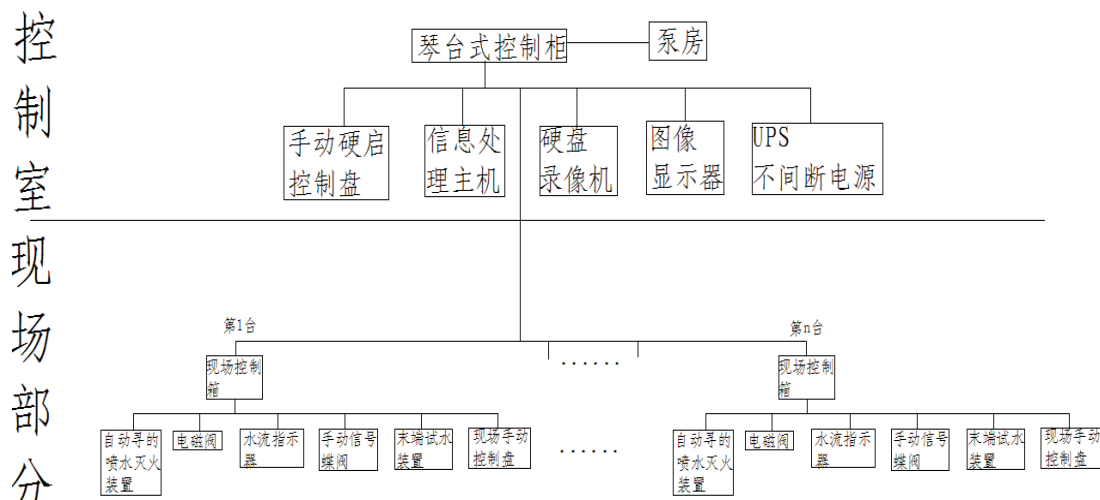 控
制
室
现
场
部
分
琴台式控制柜
泵房
手动硬启
控制盘
信息处
理主机
硬盘
录像机
图像
显示器
UPS
不间断电源
第1台
第n台
现场控制
箱
......
现场控制
箱
自动寻的
喷水灭火
装置
电磁阀
水流指示
器
手动信号
蝶阀
末端试水
装置
现场手动
控制盘
......
自动寻的
喷水灭火
装置
电磁阀
水流指示
器
手动信号
蝶阀
末端试水
装置
现场手动
控制盘